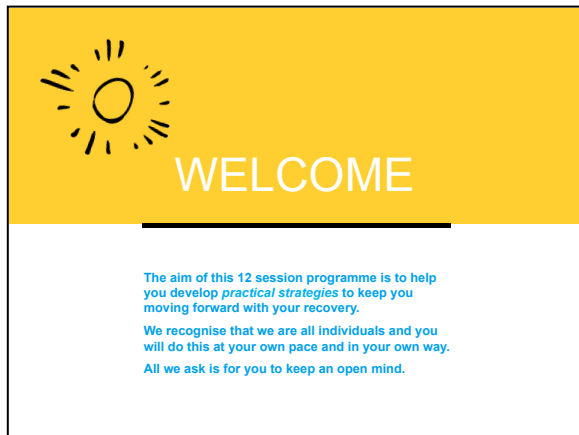 WELCOME
The aim of this 12 session programme is to help
you develop practical strategies to keep you
moving forward with your recovery.
We recognise that we are all individuals and you
will do this at your own pace and in your own way.
All we ask is for you to keep an open mind.